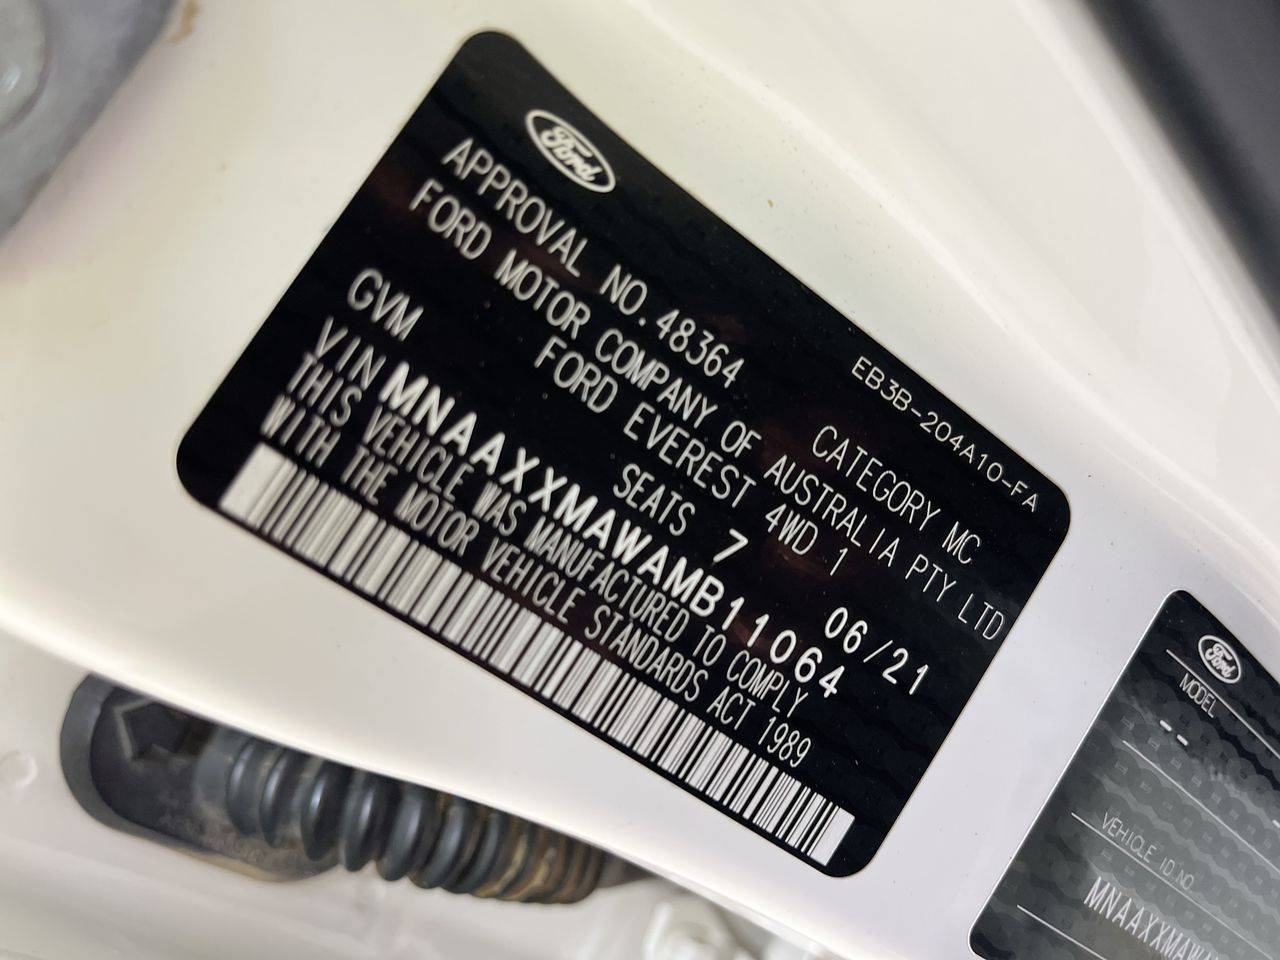 Ford
EB3B-204A10-FA
APPROVAL NO.48364 CATEGORY MC
FORD MOTOR COMPANY OF AUSTRALIA PTY LTD
FORD EVEREST 4WD 1
GVM SEATS 7 06/21
VIN MNAAXXMAWAMB11064
THIS VEHICLE WAS MANUFACTURED TO COMPLY
WITH THE MOTOR VEHICLE STANDARDS ACT 1989
Ford
MODEL
--
VEHICLE ID.NO.
MNAAXXMAW